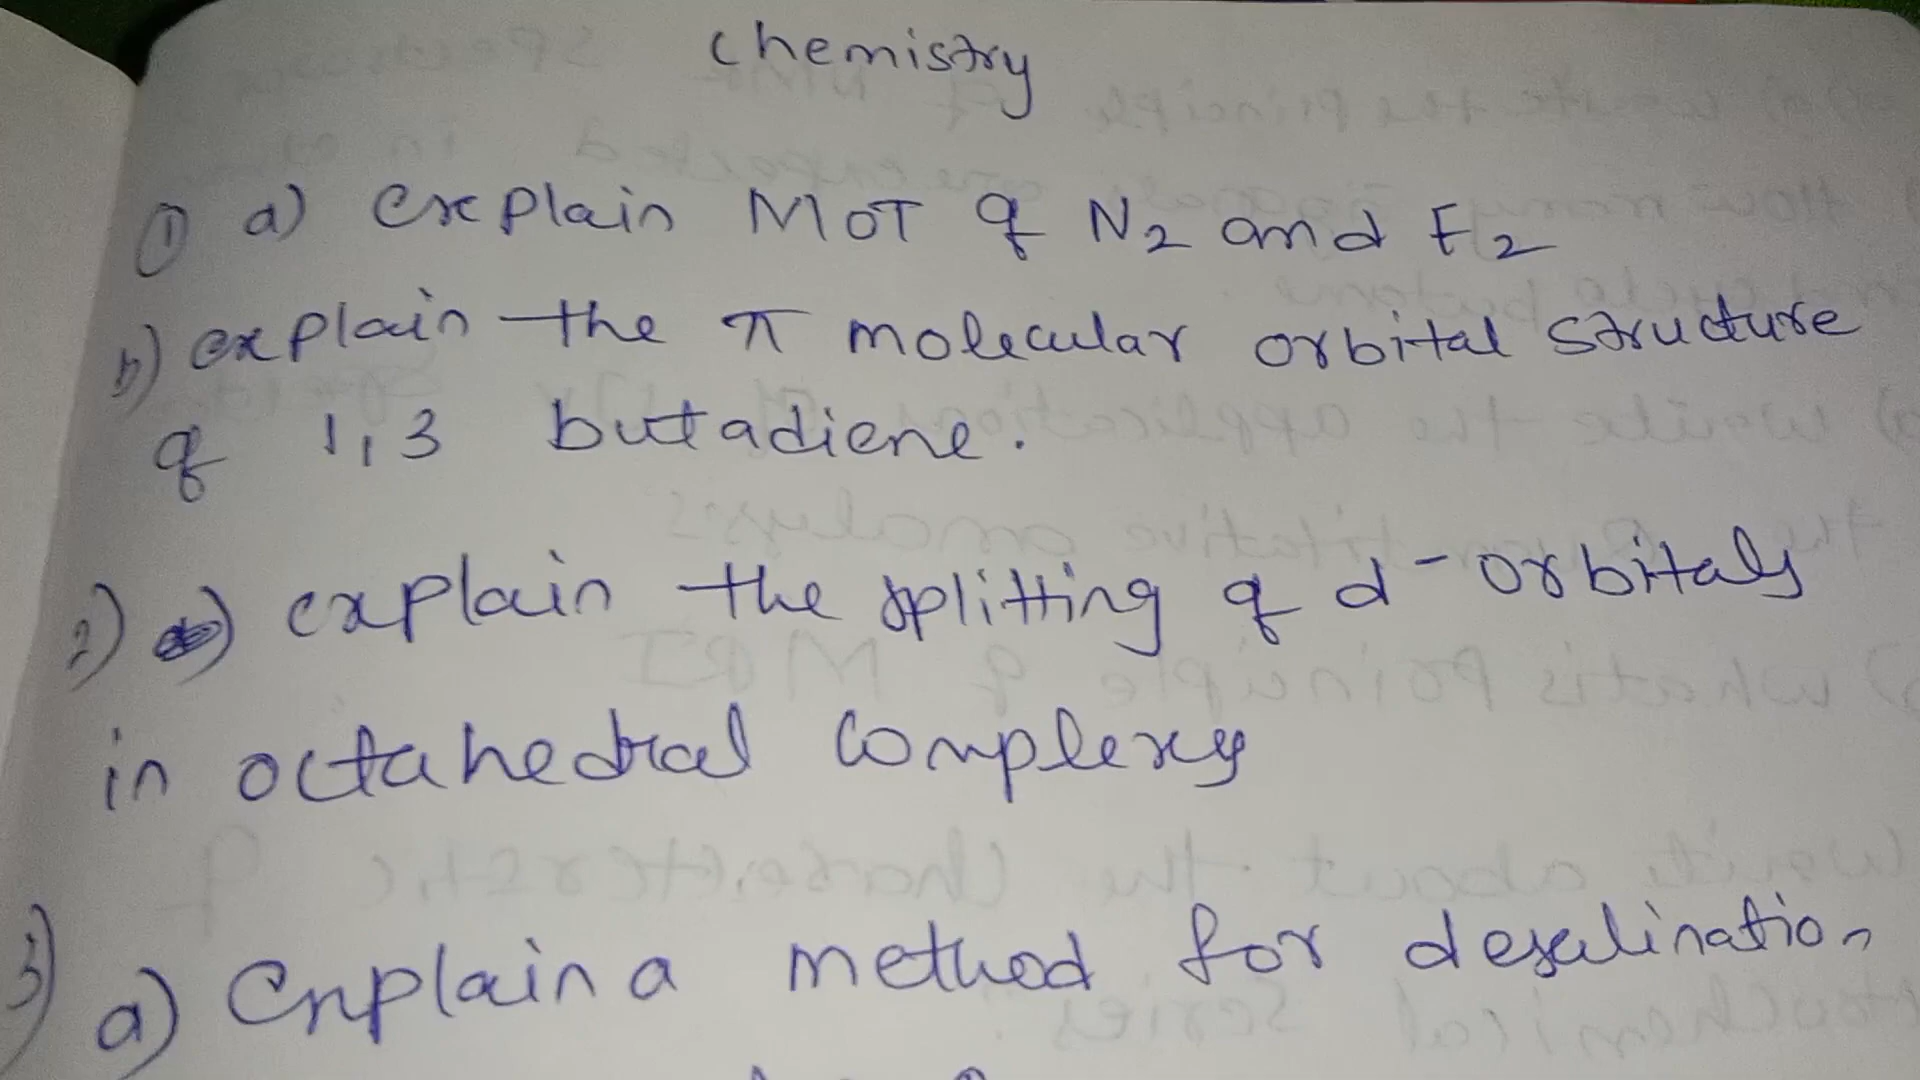 chemistry
① a) explain MOT of N2 and F2
b) explain the π molecular orbital structure
of 1,3 butadiene.
2) explain the splitting of d-orbitals
in octahedral complexes
3)
a) Explain a method for desalination